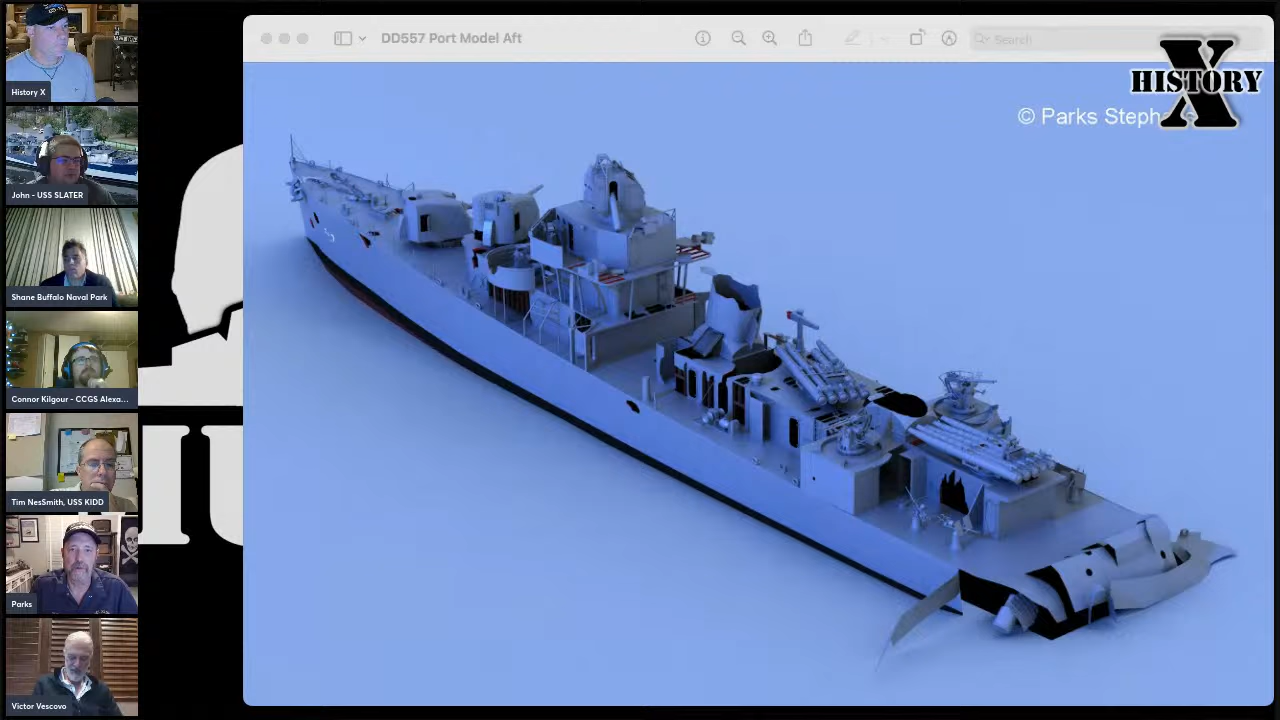 History X
John - USS SLATER
Shane Buffalo Naval Park
Connor Kilgour - CCGS Alexa...
Tim NesSmith, USS KIDD
Parks
Victor Vescovo
DD557 Port Model Aft
Search
HISTORY
X
© Parks Steph